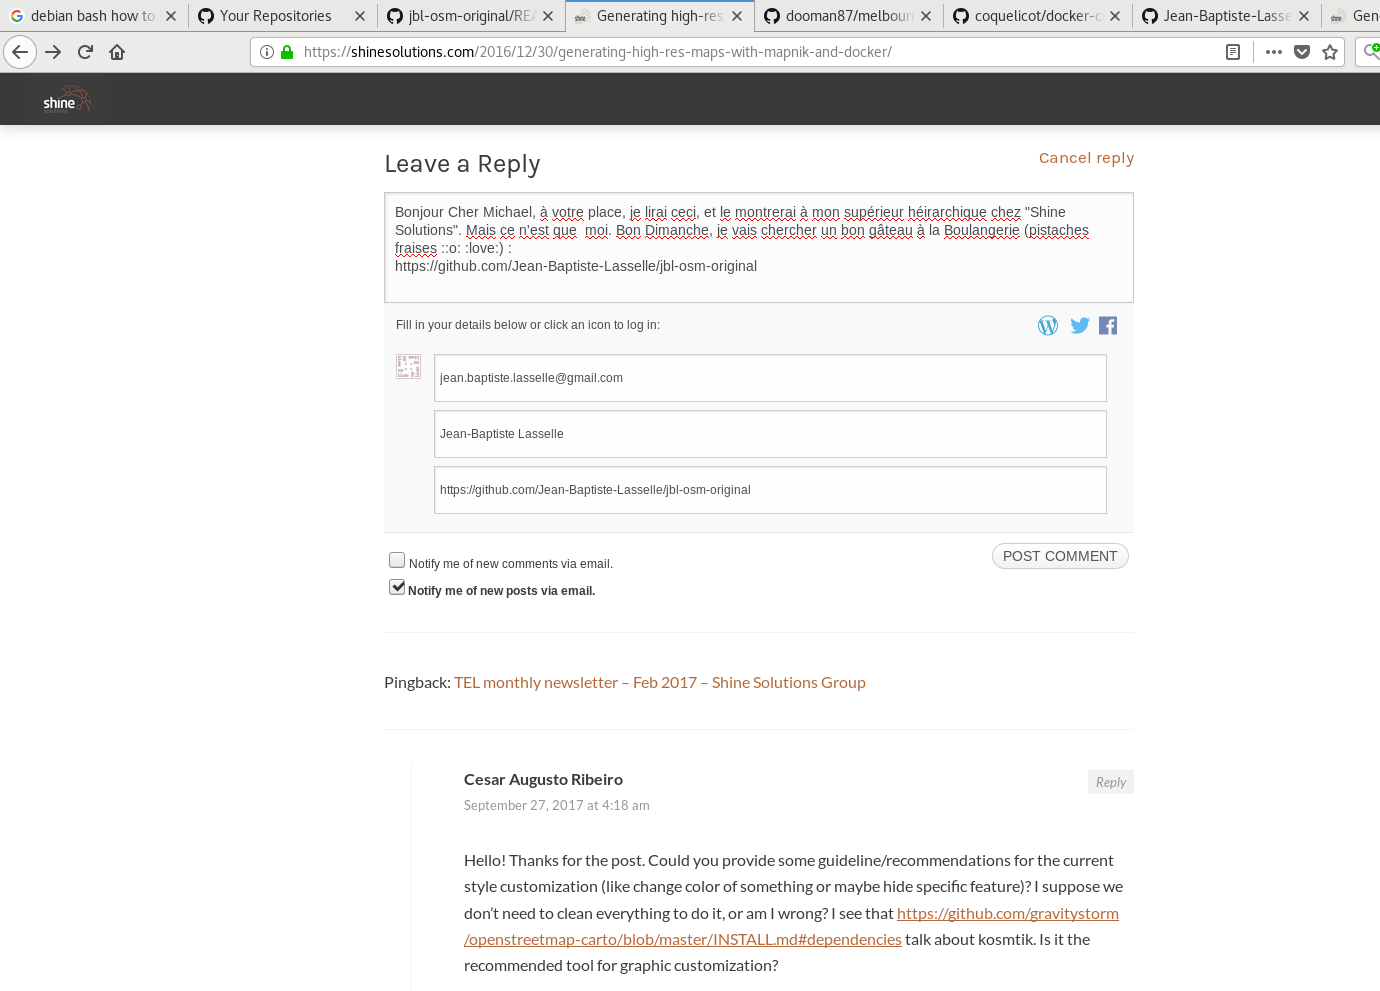 debian bash how to
Your Repositories
jbl-osm-original/REA
Generating high-res
dooman87/melbour
coquelicot/docker-c
Jean-Baptiste-Lasse
Gen
https://shinesolutions.com/2016/12/30/generating-high-res-maps-with-mapnik-and-docker/
shine
solutions
Leave a Reply
Cancel reply
Bonjour Cher Michael, à votre place, je lirai ceci, et le montrerai à mon supérieur héirarchique chez "Shine
Solutions". Mais ce n'est que  moi. Bon Dimanche, je vais chercher un bon gâteau à la Boulangerie (pistaches
fraises ::o: :love:) :
https://github.com/Jean-Baptiste-Lasselle/jbl-osm-original
Fill in your details below or click an icon to log in:
jean.baptiste.lasselle@gmail.com
Jean-Baptiste Lasselle
https://github.com/Jean-Baptiste-Lasselle/jbl-osm-original
Notify me of new comments via email.
POST COMMENT
Notify me of new posts via email.
Pingback: TEL monthly newsletter – Feb 2017 – Shine Solutions Group
Cesar Augusto Ribeiro
Reply
September 27, 2017 at 4:18 am
Hello! Thanks for the post. Could you provide some guideline/recommendations for the current
style customization (like change color of something or maybe hide specific feature)? I suppose we
don’t need to clean everything to do it, or am I wrong? I see that https://github.com/gravitystorm
/openstreetmap-carto/blob/master/INSTALL.md#dependencies talk about kosmtik. Is it the
recommended tool for graphic customization?